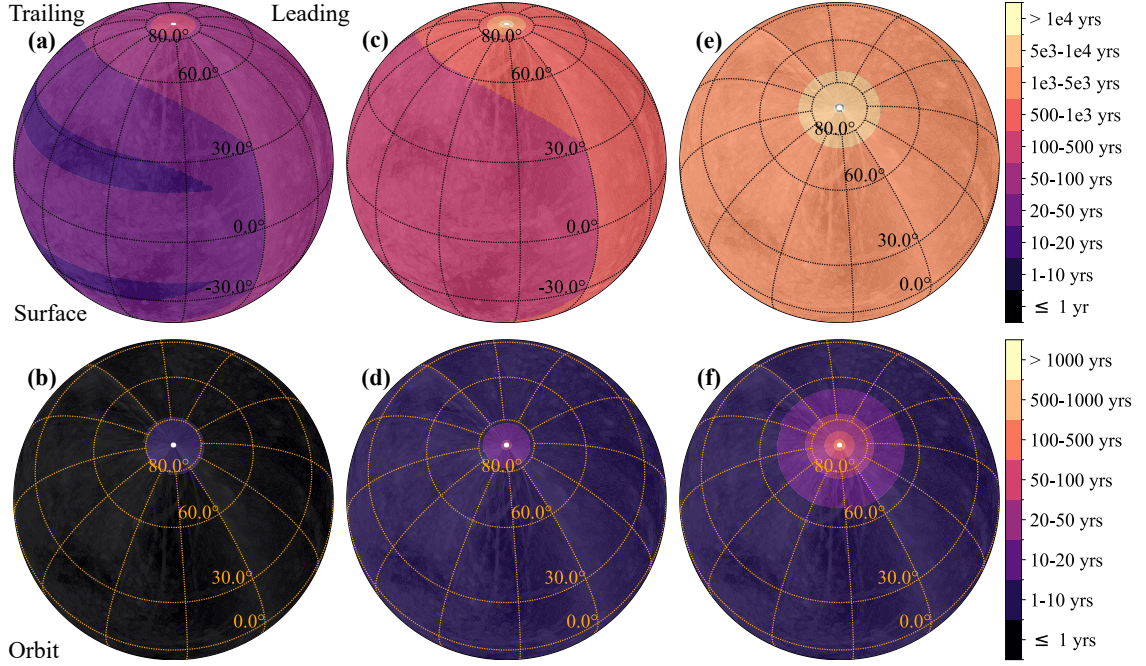 Trailing
Leading
(a)
80.0°
60.0°
30.0°
0.0°
-30.0°
Surface
(c)
80.0°
60.0°
30.0°
0.0°
-30.0°
(e)
80.0°
60.0°
30.0°
0.0°
> 1e4 yrs
5e3-1e4 yrs
1e3-5e3 yrs
500-1e3 yrs
100-500 yrs
50-100 yrs
20-50 yrs
10-20 yrs
1-10 yrs
≤ 1 yr
(b)
80.0°
60.0°
30.0°
0.0°
Orbit
(d)
80.0°
60.0°
30.0°
0.0°
(f)
80.0°
60.0°
30.0°
0.0°
> 1000 yrs
500-1000 yrs
100-500 yrs
50-100 yrs
20-50 yrs
10-20 yrs
1-10 yrs
≤ 1 yrs